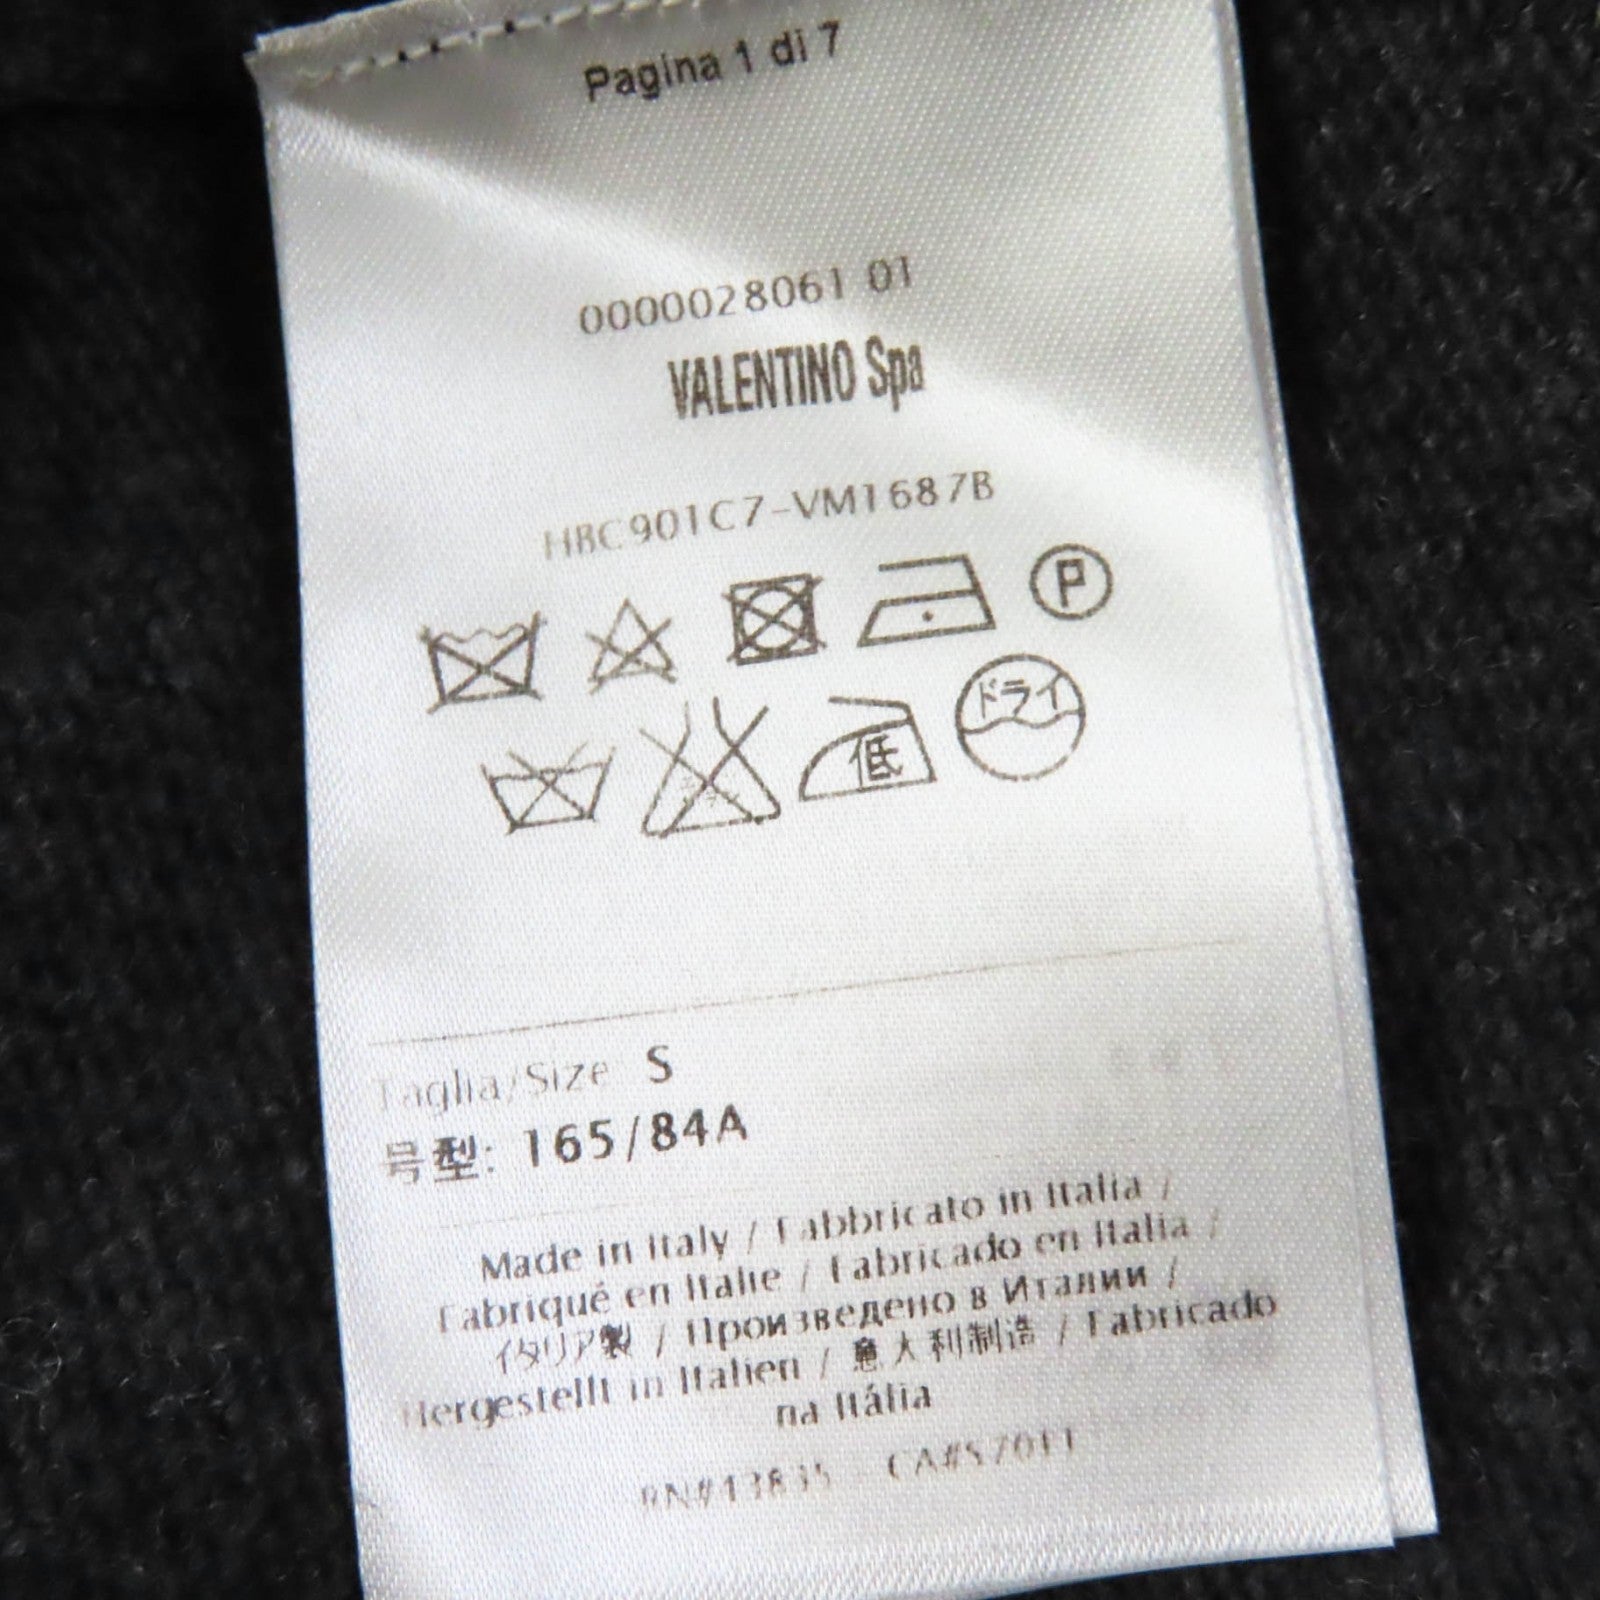 Pagina 1 di 7
0000028061 01
VALENTINO Spa
HBC901C7-VM1687B
P
低
ドライ
Taglia/Size: S
号型: 165/84A
Made in Italy / Fabbricato in Italia /
Fabriqué en Italie / Fabricado en Italia /
イタリア製 / Произведено в Италии /
Hergestellt in Italien / 意大利制造 / Fabricado
na Itália
RN#13835 - CA#57011